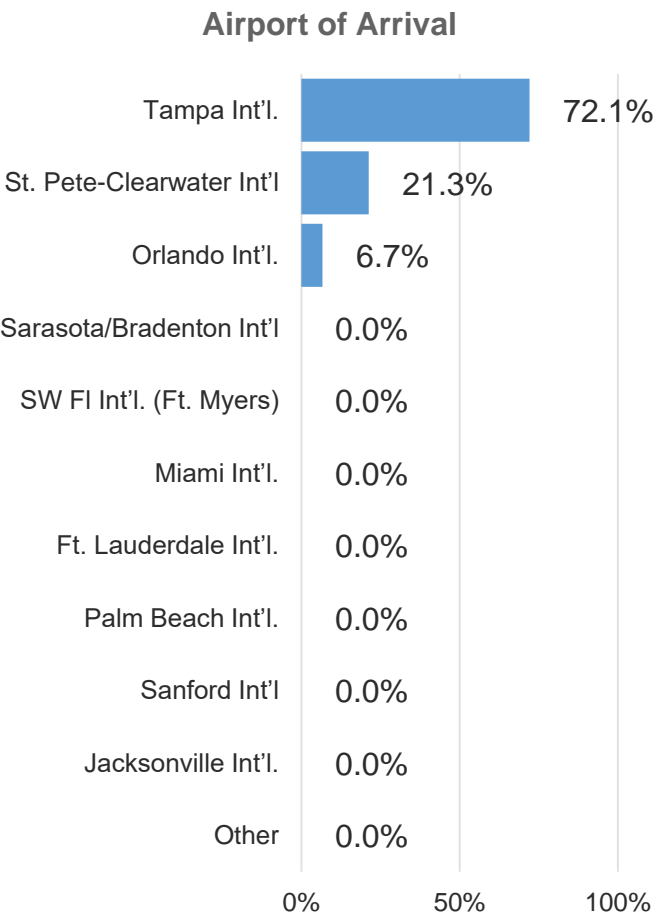 Airport of Arrival
Tampa Int’l. 72.1%
St. Pete-Clearwater Int’l 21.3%
Orlando Int’l. 6.7%
Sarasota/Bradenton Int’l 0.0%
SW Fl Int’l. (Ft. Myers) 0.0%
Miami Int’l. 0.0%
Ft. Lauderdale Int’l. 0.0%
Palm Beach Int’l. 0.0%
Sanford Int’l 0.0%
Jacksonville Int’l. 0.0%
Other 0.0%
0% 50% 100%